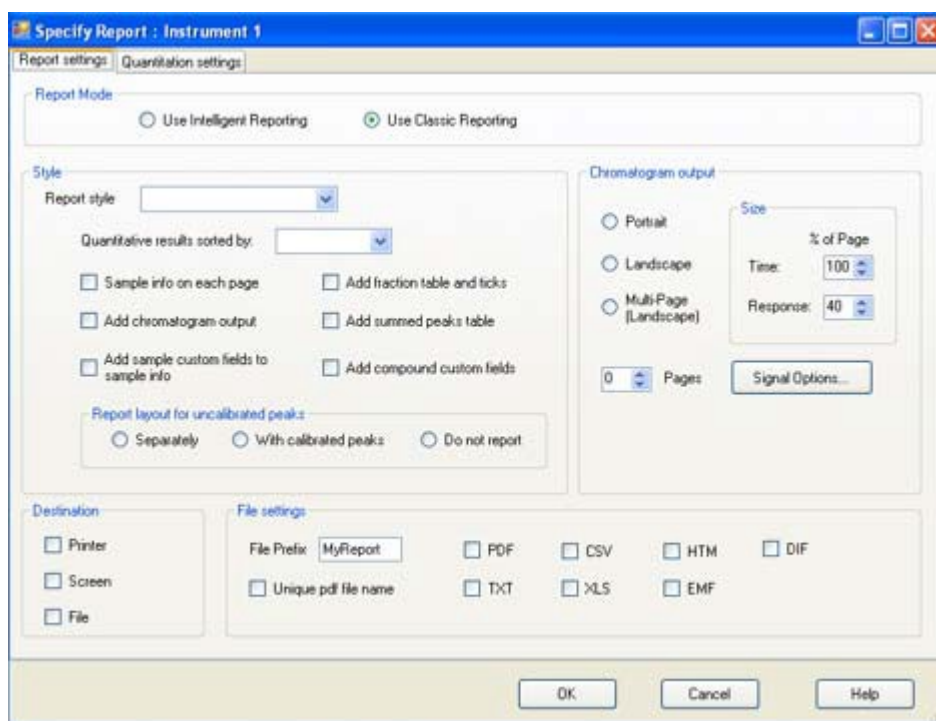 Specify Report : Instrument 1
Report settings
Quantitation settings
Report Mode
Use Intelligent Reporting
Use Classic Reporting
Style
Report style
Quantitative results sorted by:
Sample info on each page
Add fraction table and ticks
Add chromatogram output
Add summed peaks table
Add sample custom fields to
sample info
Add compound custom fields
Report layout for uncalibrated peaks
Separately
With calibrated peaks
Do not report
Chromatogram output
Portrait
Landscape
Multi-Page
(Landscape)
Size
% of Page
Time: 100
Response: 40
0 Pages
Signal Options...
Destination
Printer
Screen
File
File settings
File Prefix MyReport
PDF
CSV
HTM
DIF
Unique pdf file name
TXT
XLS
EMF
OK
Cancel
Help